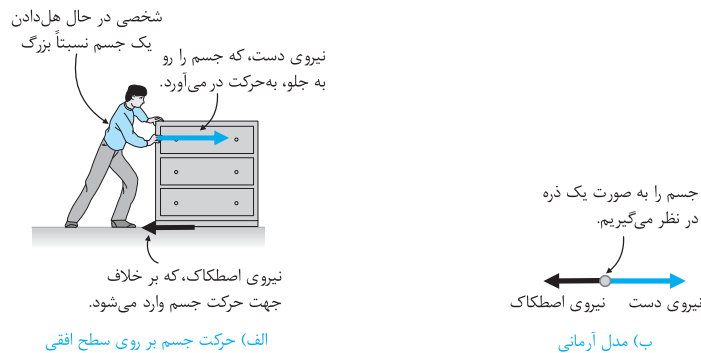 شخصی در حال هل‌دادن
یک جسم نسبتاً بزرگ
نیروی دست، که جسم را رو
به جلو، به‌حرکت در می‌آورد.
نیروی اصطکاک، که بر خلاف
جهت حرکت جسم وارد می‌شود.
الف) حرکت جسم بر روی سطح افقی
جسم را به صورت یک ذره
در نظر می‌گیریم.
نیروی دست
نیروی اصطکاک
ب) مدل آرمانی